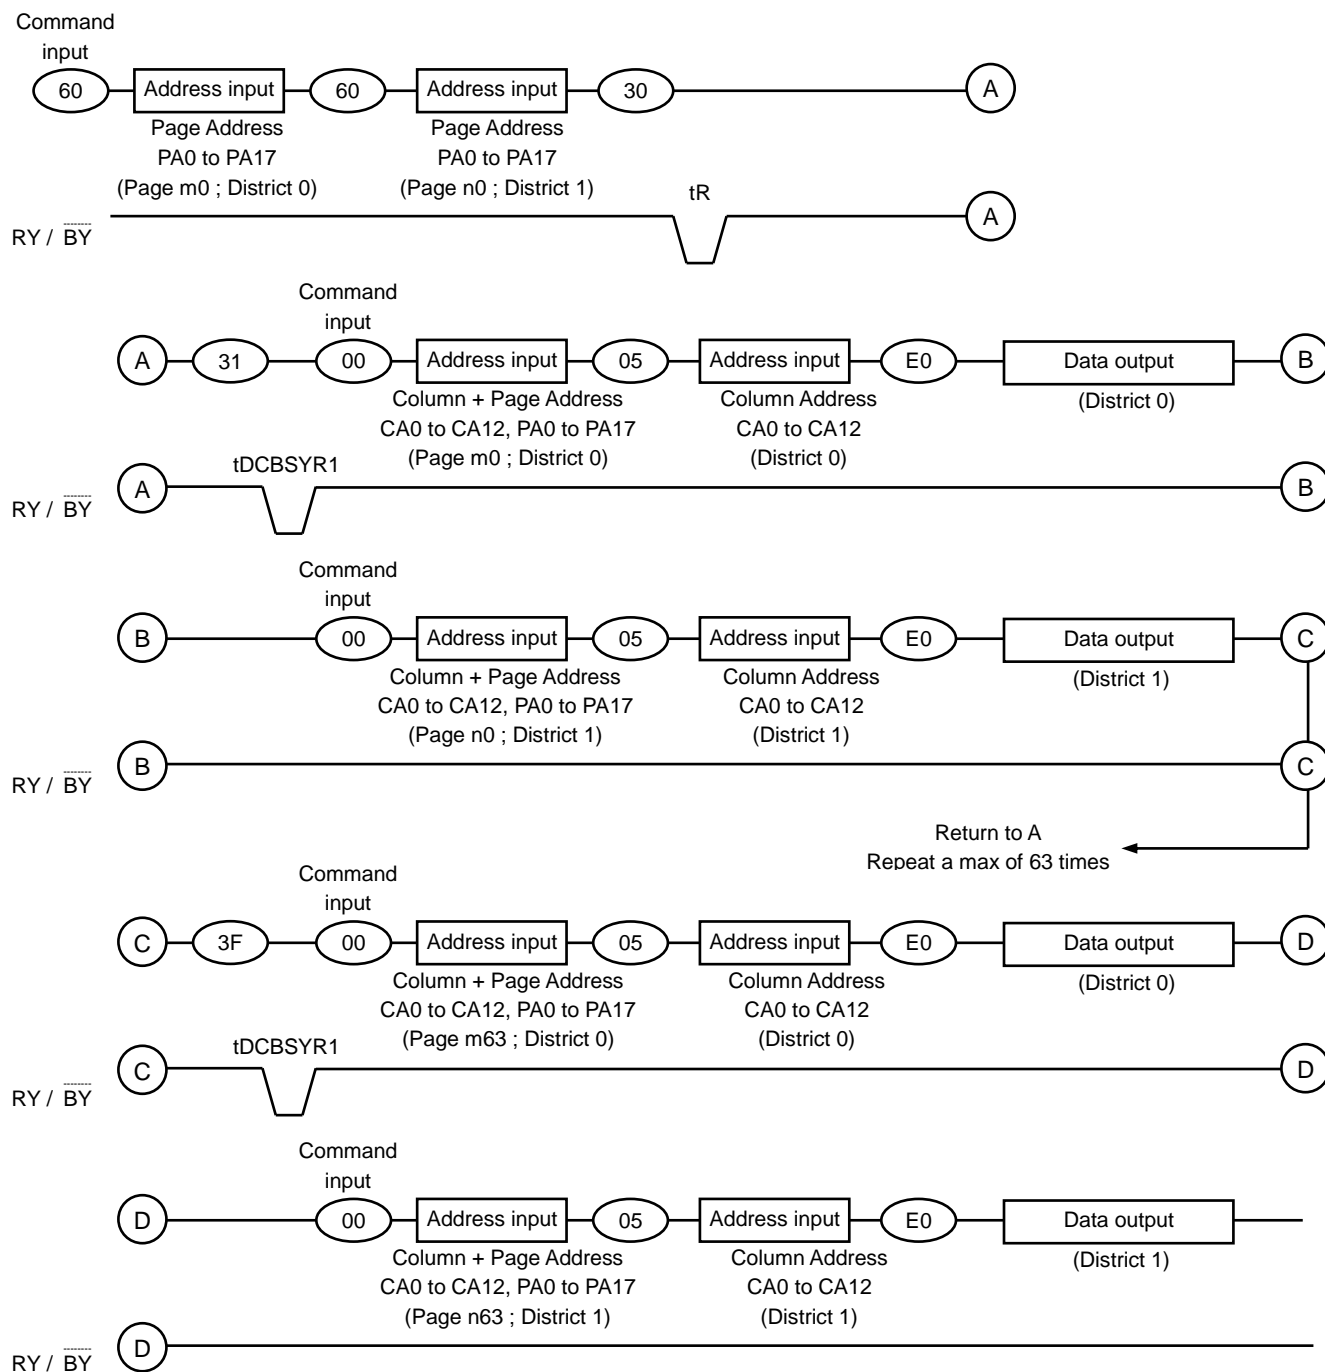 Command
input
60 Address input 60 Address input 30 A
Page Address Page Address
PA0 to PA17 PA0 to PA17
(Page m0 ; District 0) (Page n0 ; District 1)
tR
RY / BY A
Command
input
A 31 00 Address input 05 Address input E0 Data output B
Column + Page Address Column Address (District 0)
CA0 to CA12, PA0 to PA17 CA0 to CA12
(Page m0 ; District 0) (District 0)
tDCBSYR1
RY / BY A B
Command
input
B 00 Address input 05 Address input E0 Data output C
Column + Page Address Column Address (District 1)
CA0 to CA12, PA0 to PA17 CA0 to CA12
(Page n0 ; District 1) (District 1)
RY / BY B C
Return to A
Repeat a max of 63 times
Command
input
C 3F 00 Address input 05 Address input E0 Data output D
Column + Page Address Column Address (District 0)
CA0 to CA12, PA0 to PA17 CA0 to CA12
(Page m63 ; District 0) (District 0)
tDCBSYR1
RY / BY C D
Command
input
D 00 Address input 05 Address input E0 Data output
Column + Page Address Column Address (District 1)
CA0 to CA12, PA0 to PA17 CA0 to CA12
(Page n63 ; District 1) (District 1)
RY / BY D